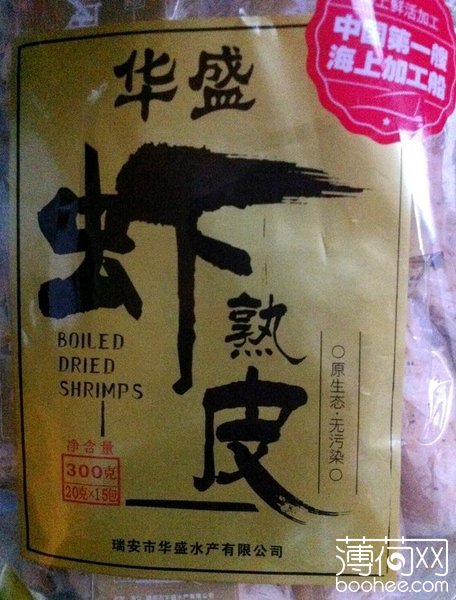 上鲜活加工
中国第一艘
海上加工船
华盛
虾
熟
皮
BOILED
DRIED
SHRIMPS
○原生态·无污染○
净含量
300克
20克×15包
瑞安市华盛水产有限公司
薄荷网
boohee.com